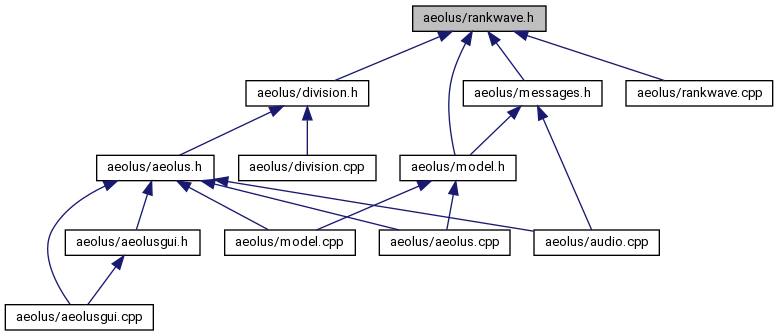 aeolus/rankwave.h
aeolus/division.h
aeolus/messages.h
aeolus/rankwave.cpp
aeolus/aeolus.h
aeolus/division.cpp
aeolus/model.h
aeolus/aeolusgui.h
aeolus/model.cpp
aeolus/aeolus.cpp
aeolus/audio.cpp
aeolus/aeolusgui.cpp